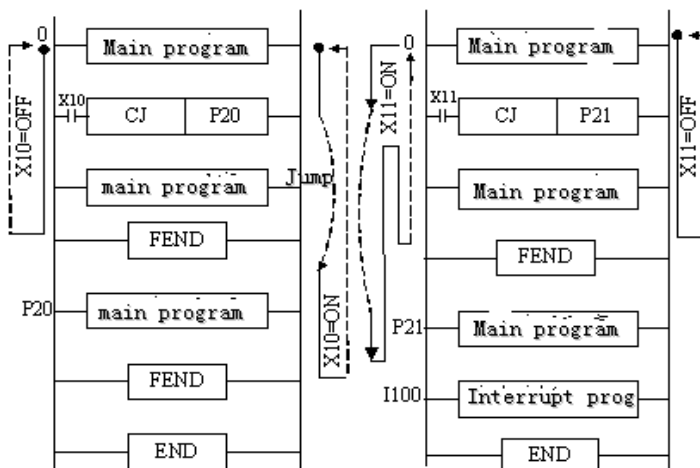 0
Main program
X10
CJ P20
X10=OFF
main program
Jump
FEND
P20
main program
X10=ON
FEND
END
0
Main program
X11=ON
X11
CJ P21
Main program
X11=OFF
FEND
P21
Main program
I100
Interrupt prog
END